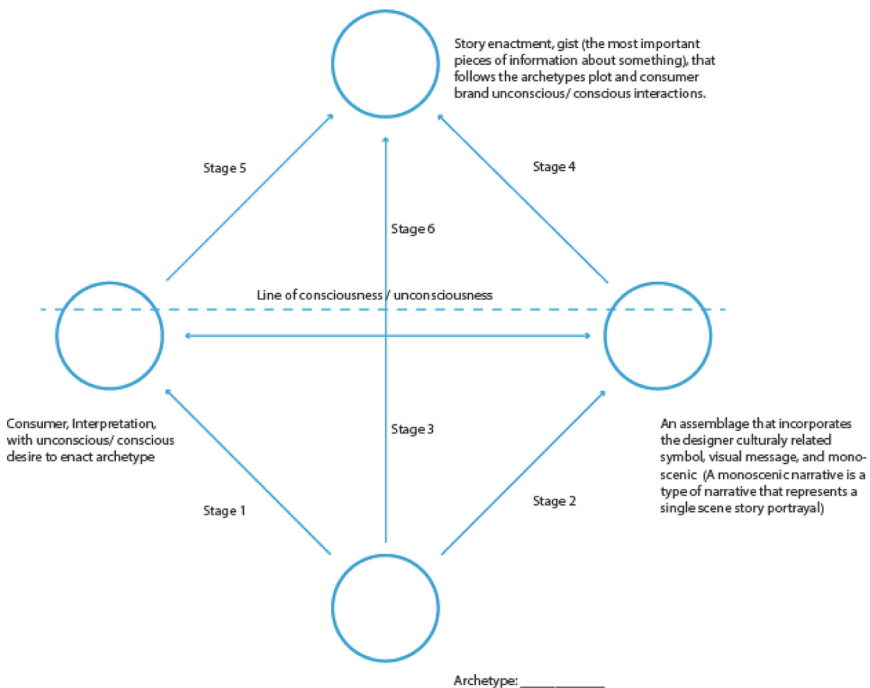 Story enactment, gist (the most important
pieces of information about something), that
follows the archetypes plot and consumer
brand unconscious/ conscious interactions.
Stage 5
Stage 4
Stage 6
Line of consciousness / unconsciousness
Consumer, Interpretation,
with unconscious/ conscious
desire to enact archetype
Stage 3
An assemblage that incorporates
the designer culturaly related
symbol, visual message, and mono-
scenic (A monoscenic narrative is a
type of narrative that represents a
single scene story portrayal)
Stage 1
Stage 2
Archetype: ____________